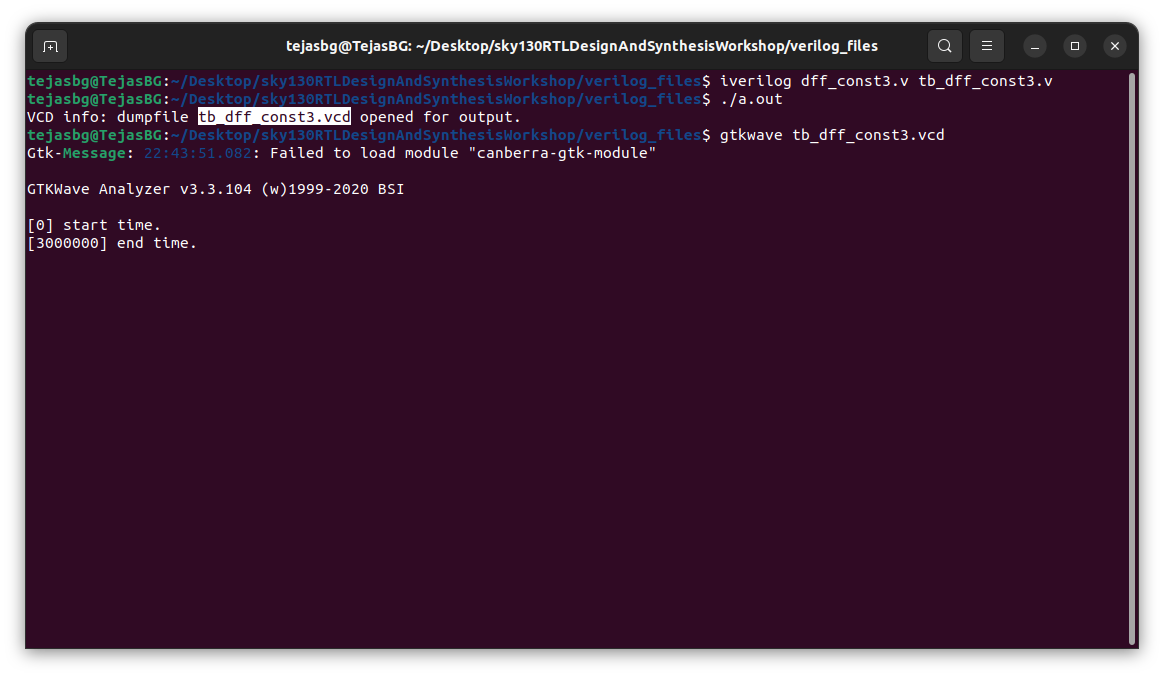 tejasbg@TejasBG: ~/Desktop/sky130RTLDesignAndSynthesisWorkshop/verilog_files
tejasbg@TejasBG:~/Desktop/sky130RTLDesignAndSynthesisWorkshop/verilog_files$ iverilog dff_const3.v tb_dff_const3.v
tejasbg@TejasBG:~/Desktop/sky130RTLDesignAndSynthesisWorkshop/verilog_files$ ./a.out
VCD info: dumpfile tb_dff_const3.vcd opened for output.
tejasbg@TejasBG:~/Desktop/sky130RTLDesignAndSynthesisWorkshop/verilog_files$ gtkwave tb_dff_const3.vcd
Gtk-Message: 22:43:51.082: Failed to load module "canberra-gtk-module"
GTKWave Analyzer v3.3.104 (w)1999-2020 BSI
[0] start time.
[3000000] end time.